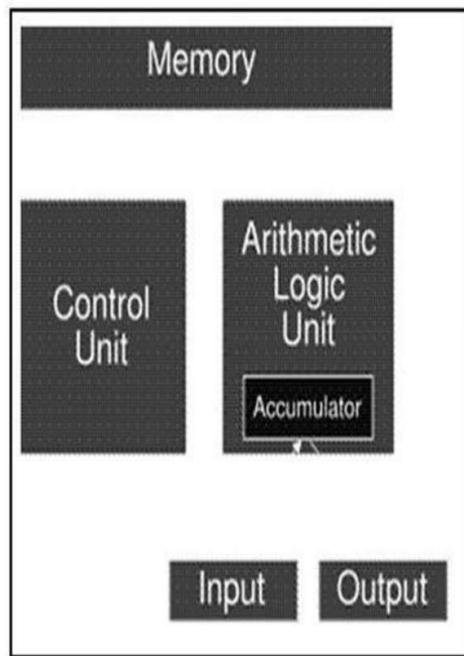 Memory
Control
Unit
Arithmetic
Logic
Unit
Accumulator
Input
Output